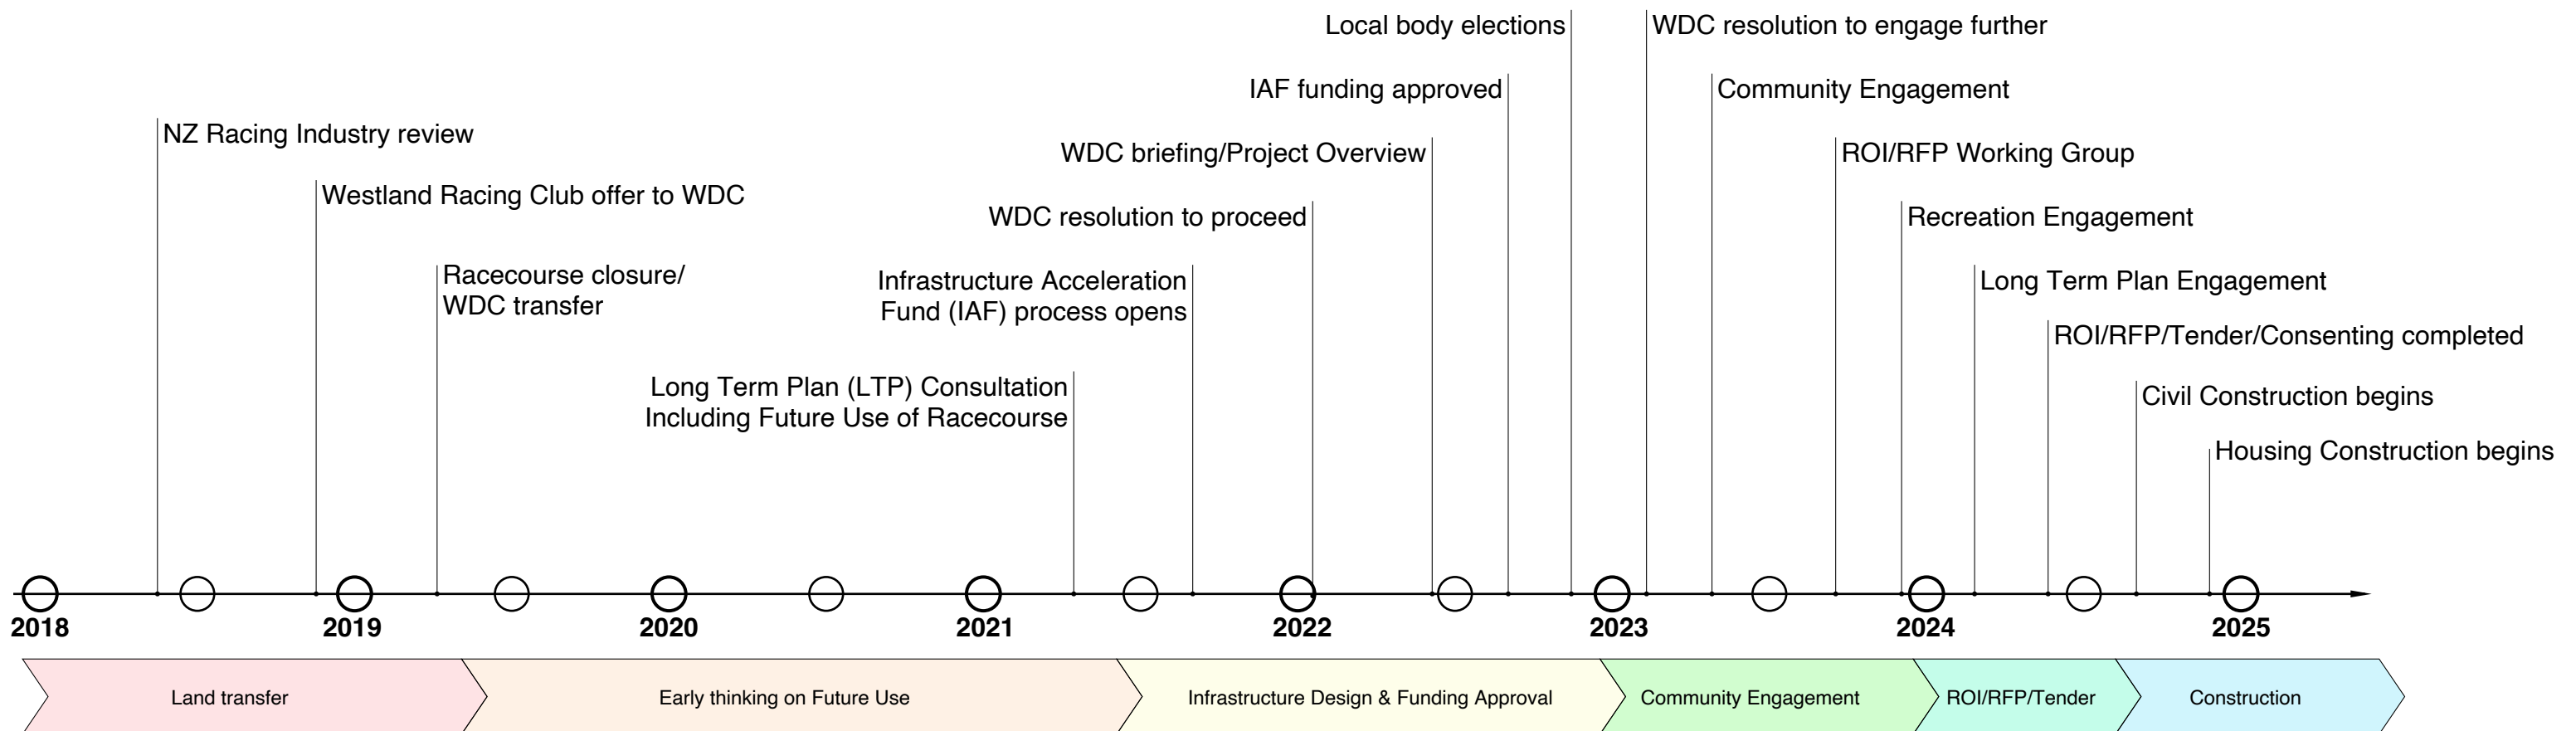 Local body elections
WDC resolution to engage further
IAF funding approved
Community Engagement
NZ Racing Industry review
WDC briefing/Project Overview
ROI/RFP Working Group
Westland Racing Club offer to WDC
WDC resolution to proceed
Recreation Engagement
Racecourse closure/
WDC transfer
Infrastructure Acceleration
Fund (IAF) process opens
Long Term Plan Engagement
ROI/RFP/Tender/Consenting completed
Long Term Plan (LTP) Consultation
Including Future Use of Racecourse
Civil Construction begins
Housing Construction begins
2018
2019
2020
2021
2022
2023
2024
2025
Land transfer
Early thinking on Future Use
Infrastructure Design & Funding Approval
Community Engagement
ROI/RFP/Tender
Construction